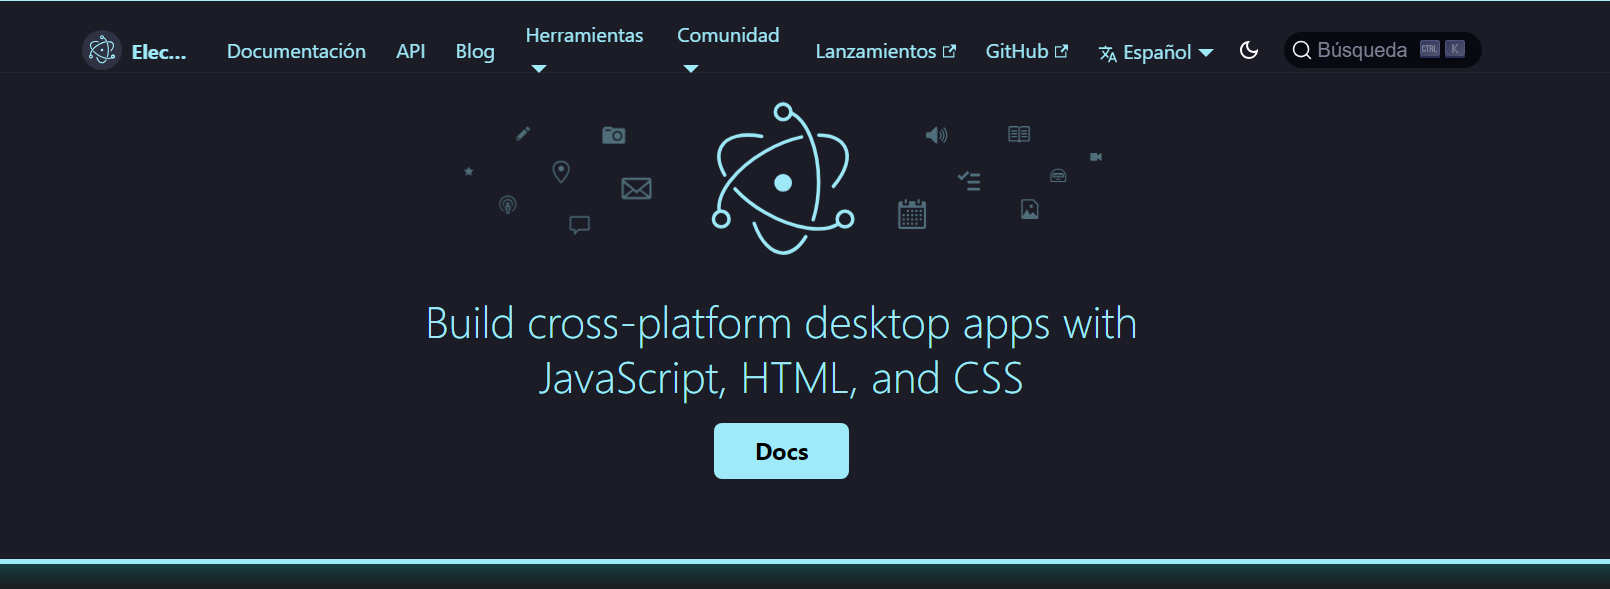 Elec...
Documentación
API
Blog
Herramientas
Comunidad
Lanzamientos
GitHub
Español
Búsqueda
CTRL K
Build cross-platform desktop apps with
JavaScript, HTML, and CSS
Docs